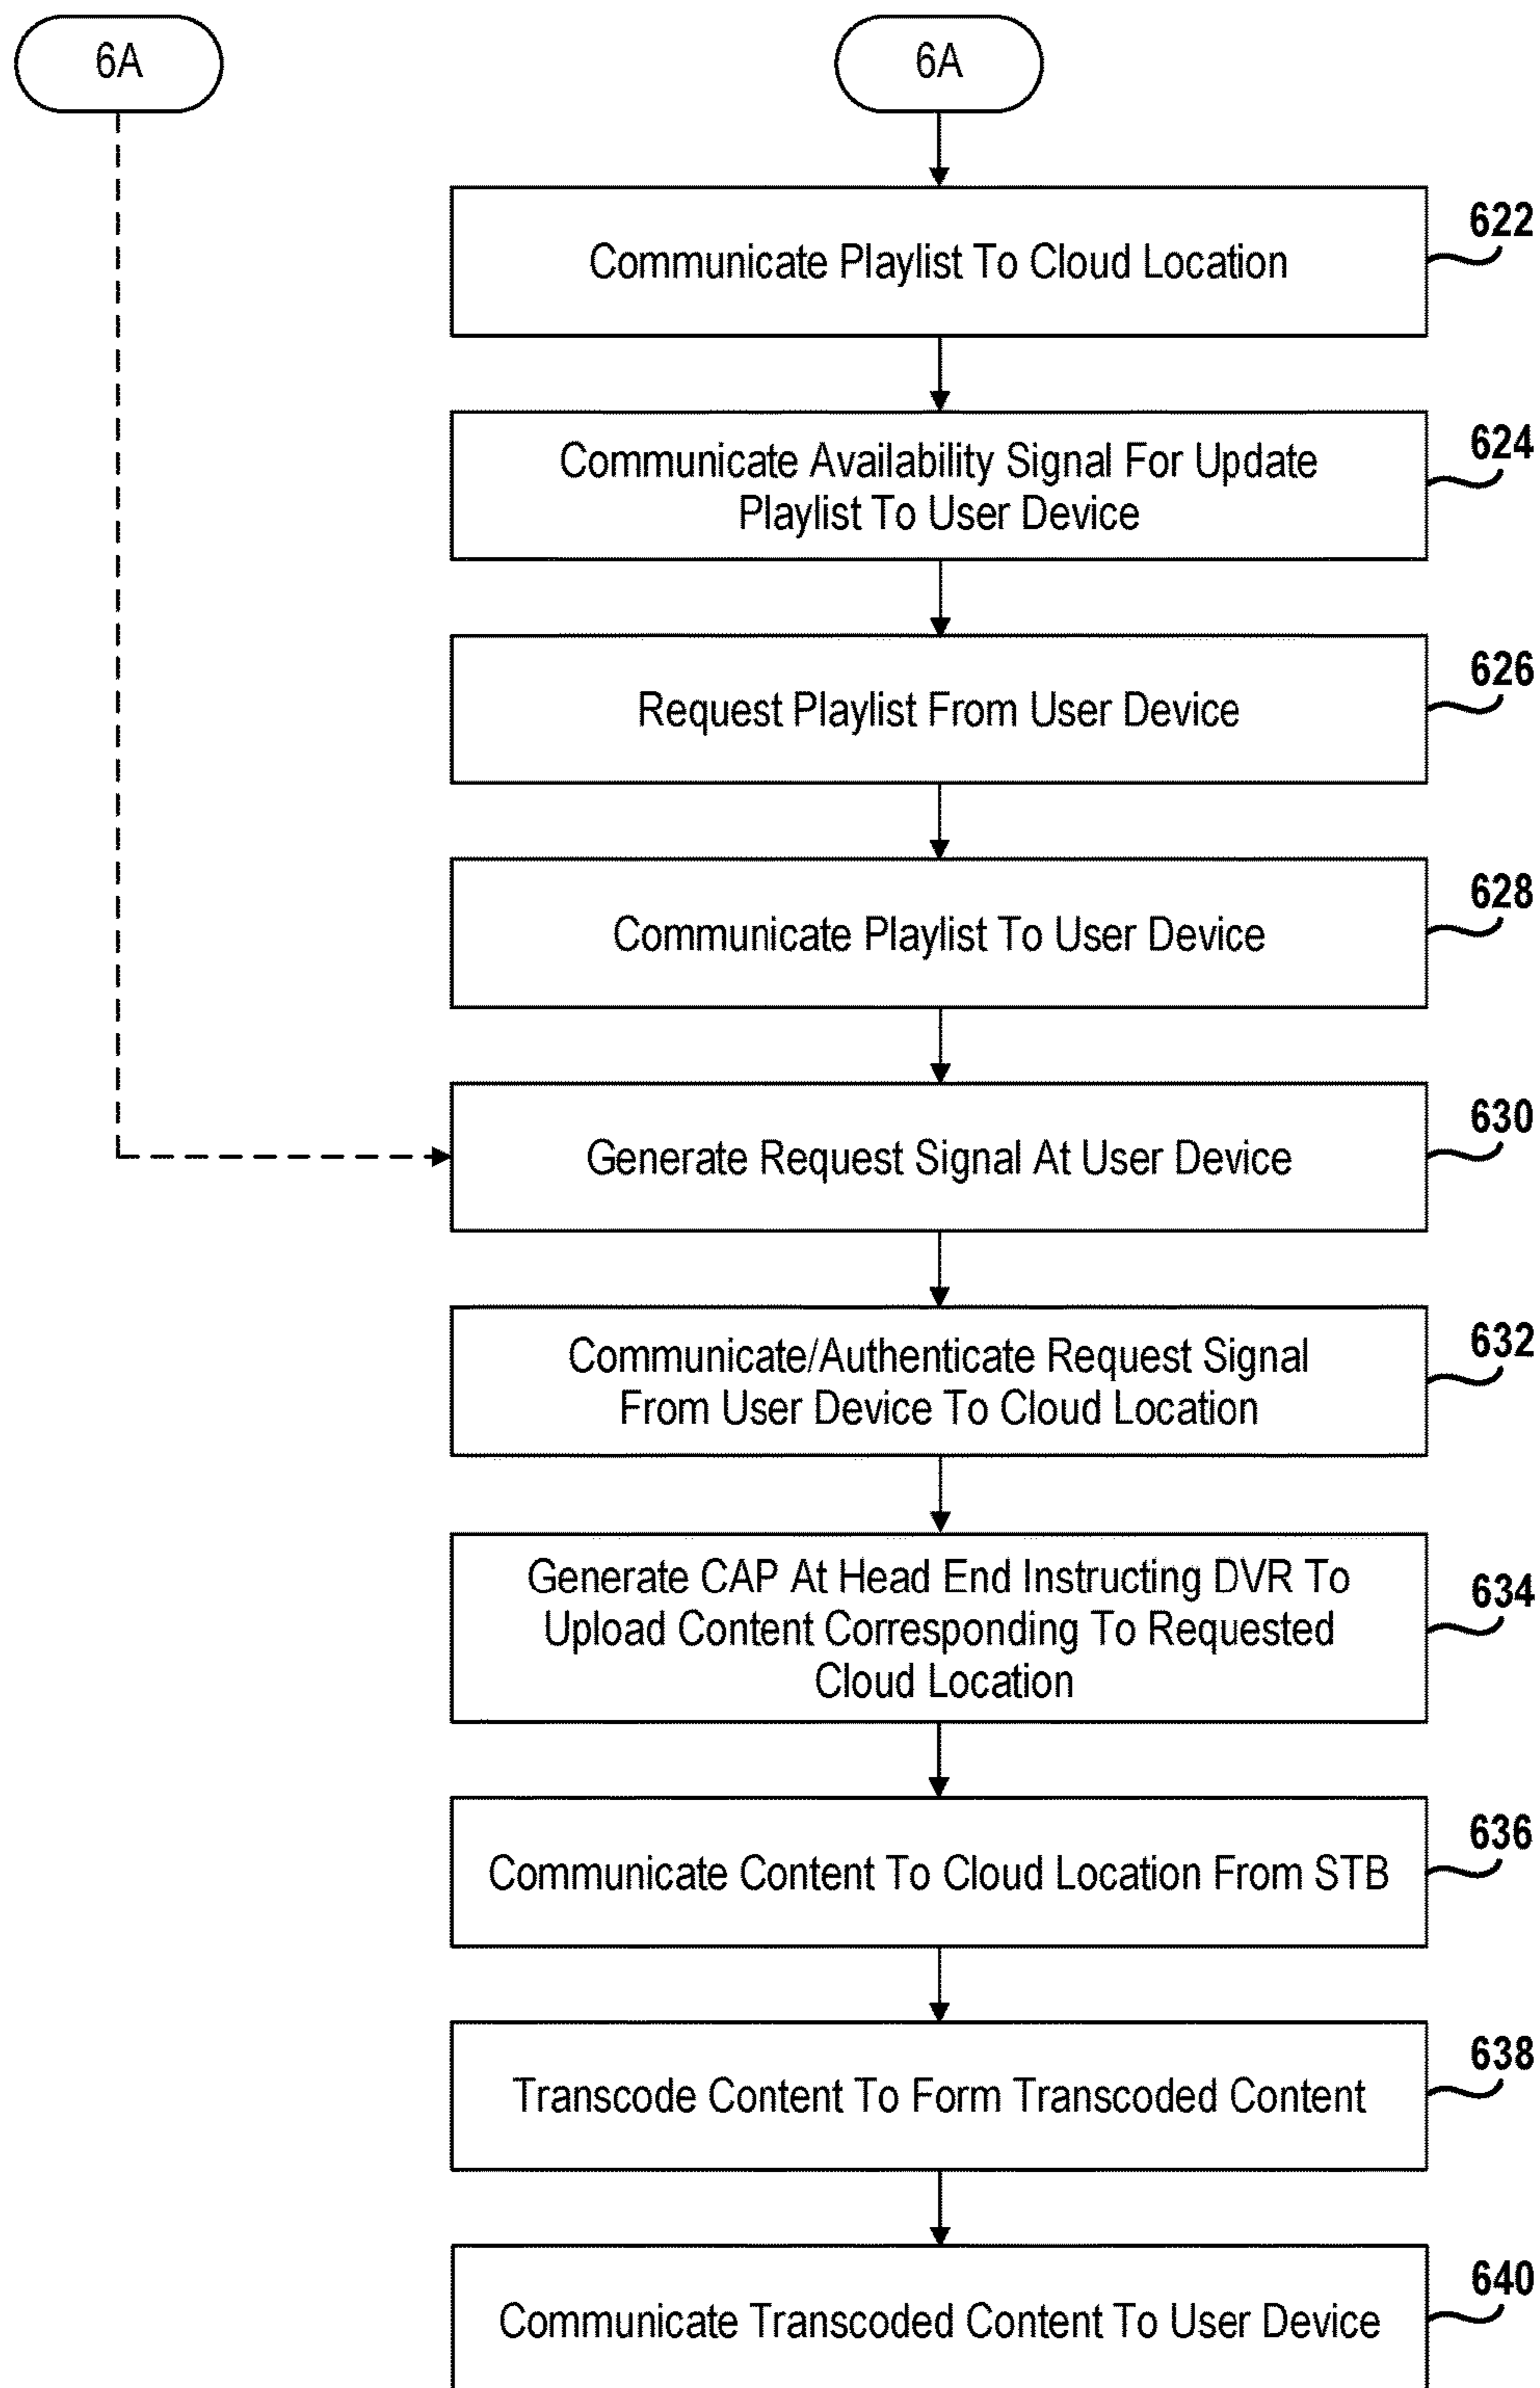 6A
6A
Communicate Playlist To Cloud Location
622
Communicate Availability Signal For Update
Playlist To User Device
624
Request Playlist From User Device
626
Communicate Playlist To User Device
628
Generate Request Signal At User Device
630
Communicate/Authenticate Request Signal
From User Device To Cloud Location
632
Generate CAP At Head End Instructing DVR To
Upload Content Corresponding To Requested
Cloud Location
634
Communicate Content To Cloud Location From STB
636
Transcode Content To Form Transcoded Content
638
Communicate Transcoded Content To User Device
640